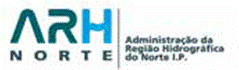 ARH
NORTE
Administração da
Região Hidrográfica
do Norte I.P.